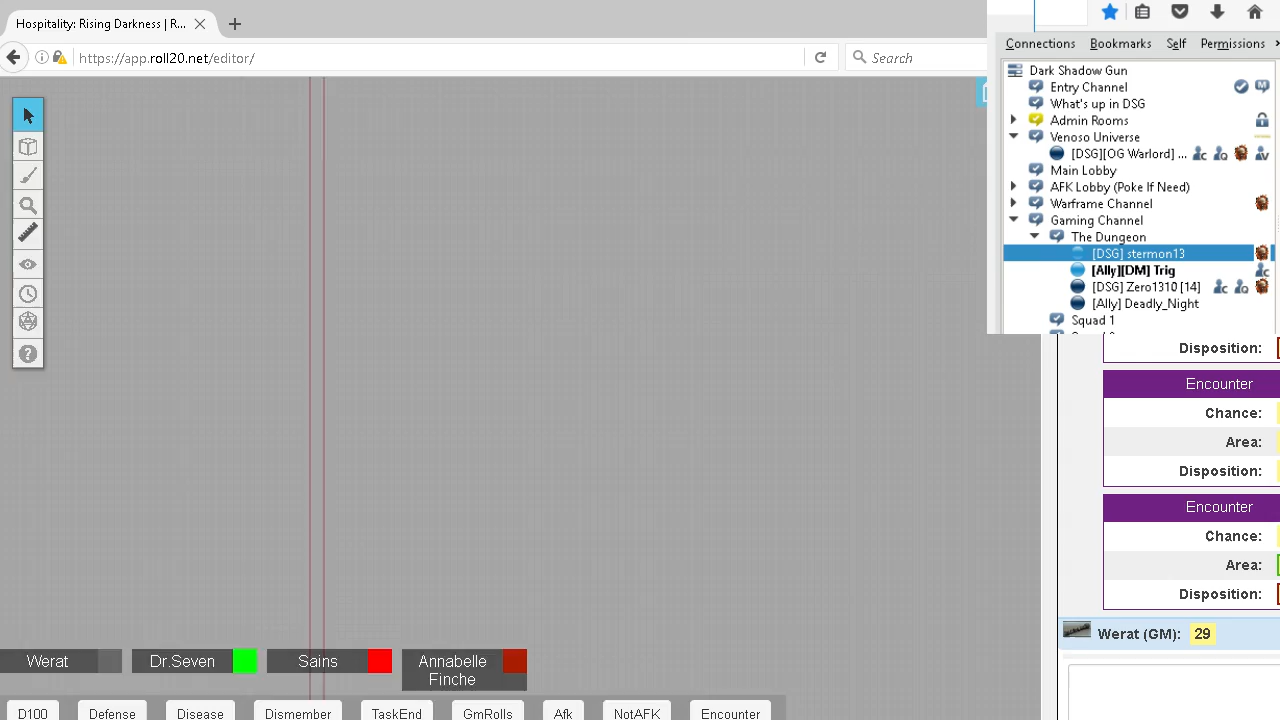 Hospitality: Rising Darkness | R...
https://app.roll20.net/editor/
Search
Connections Bookmarks Self Permissions
Dark Shadow Gun
Entry Channel
What's up in DSG
Admin Rooms
Venoso Universe
[DSG][OG Warlord] ...
Main Lobby
AFK Lobby (Poke If Need)
Warframe Channel
Gaming Channel
The Dungeon
[DSG] stermon13
[Ally][DM] Trig
[DSG] Zero1310 [14]
[Ally] Deadly_Night
Squad 1
Disposition:
Encounter
Chance:
Area:
Disposition:
Encounter
Chance:
Area:
Disposition:
Werat (GM): 29
Werat
Dr.Seven
Sains
Annabelle
Finche
D100 Defense Disease Dismember TaskEnd GmRolls Afk NotAFK Encounter